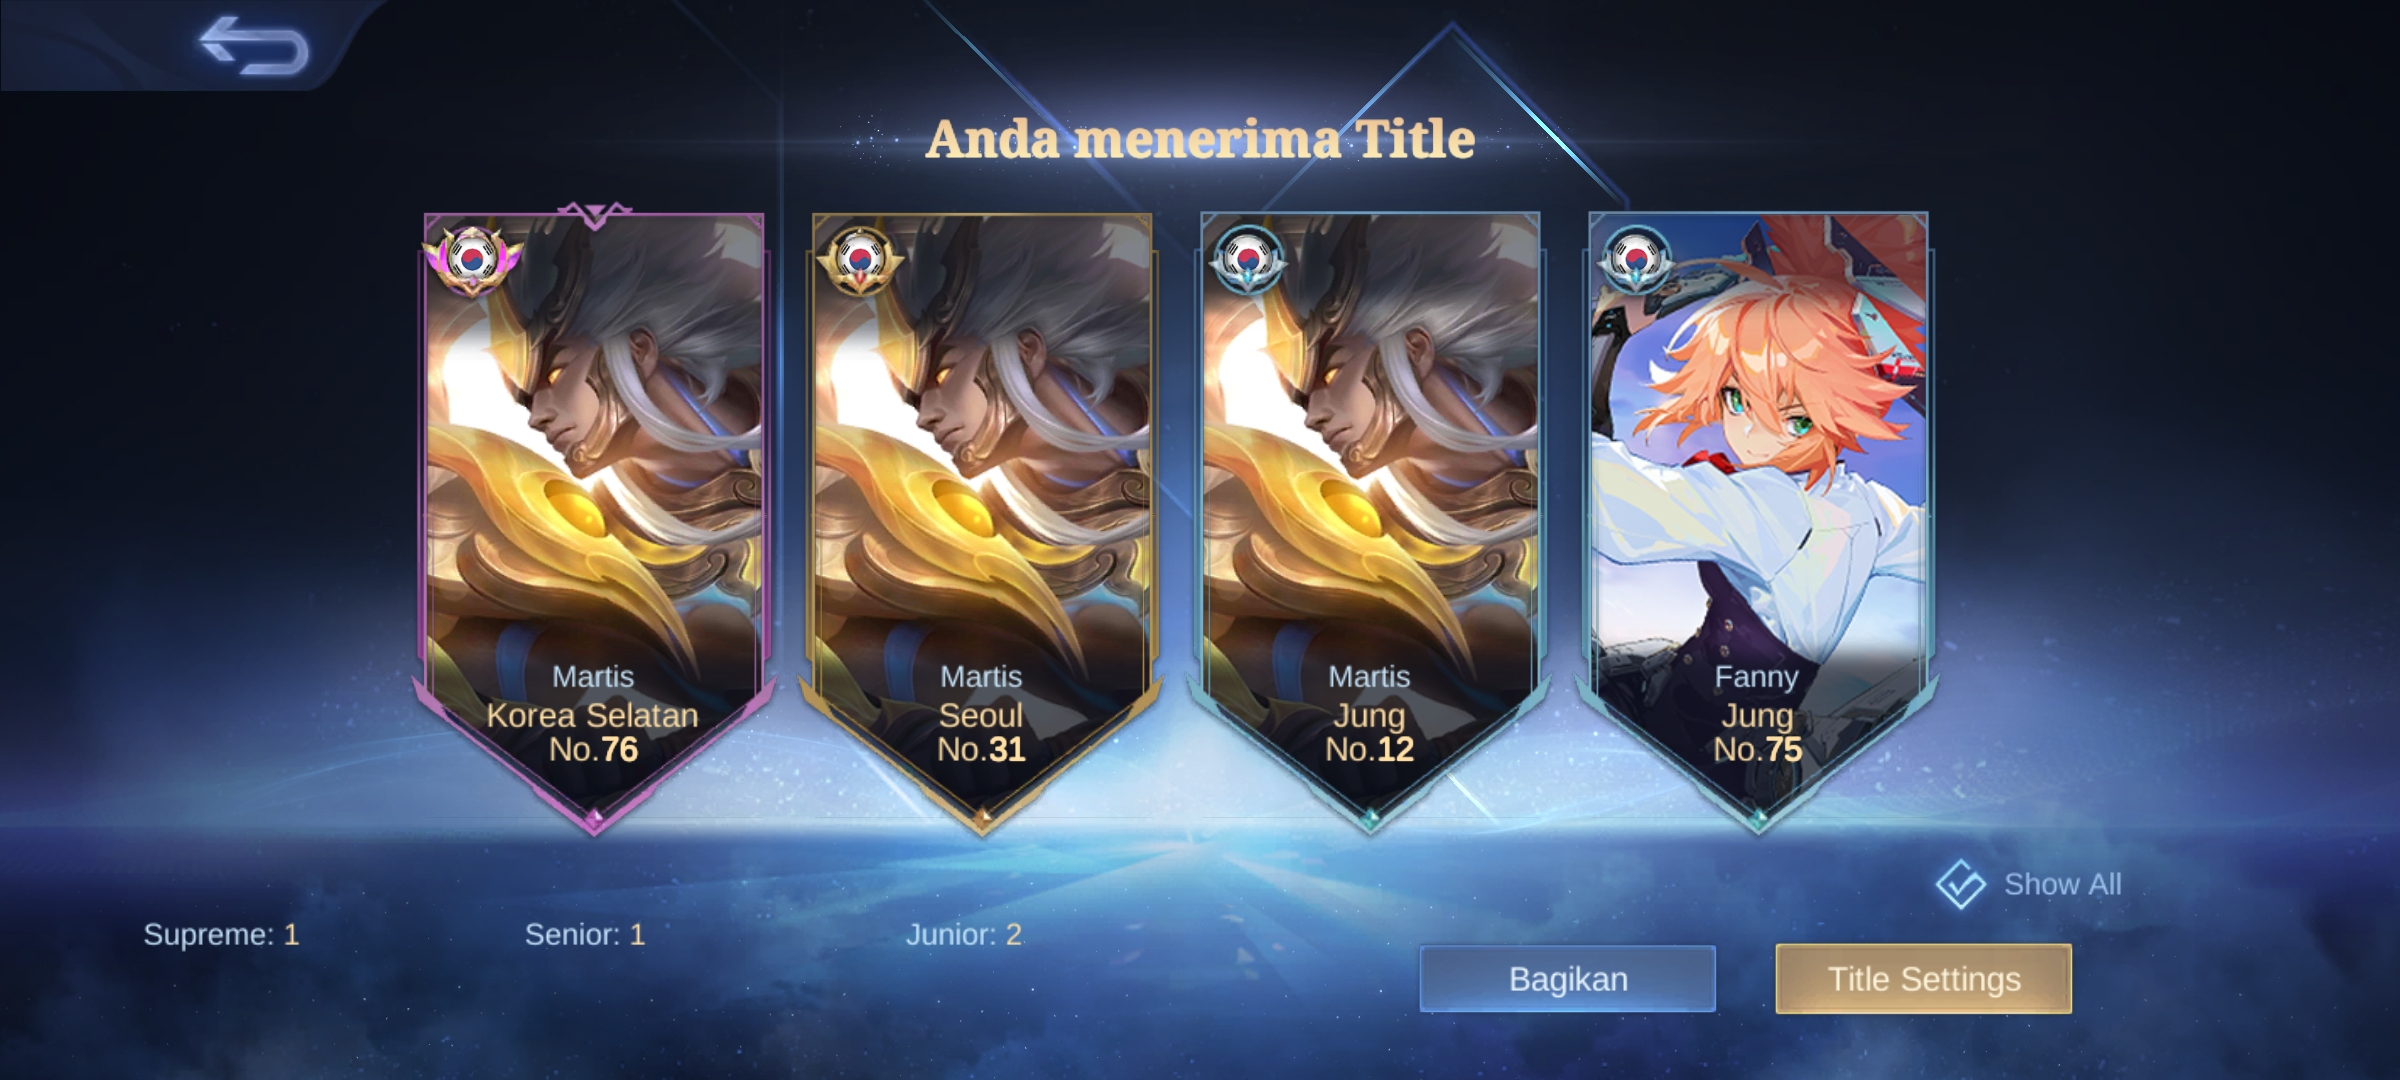 Anda menerima Title
Martis
Korea Selatan
No.76
Martis
Seoul
No.31
Martis
Jung
No.12
Fanny
Jung
No.75
Show All
Supreme: 1
Senior: 1
Junior: 2
Bagikan
Title Settings